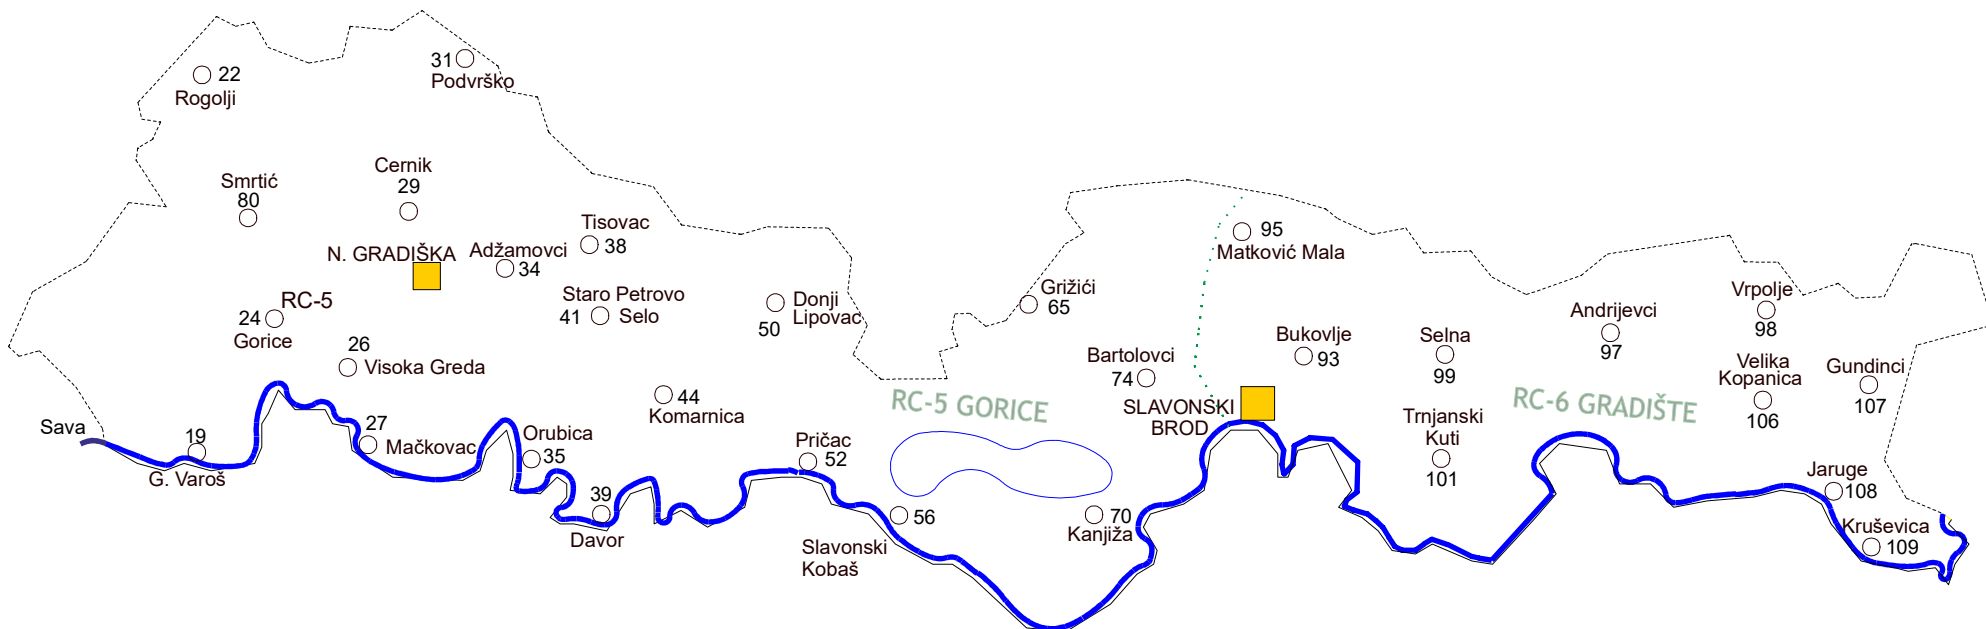 31
Podvrško
22
Rogolji
Cernik
29
Smrtić
80
Tisovac
38
N. GRADIŠKA
Adžamovci
34
95
Matković Mala
RC-5
24
Gorice
Staro Petrovo
41 Selo
Donji
50 Lipovac
Grižići
65
26
Visoka Greda
Bartolovci
74
Bukovlje
93
Selna
99
Andrijevci
97
Vrpolje
98
Velika
Kopanica
106
Gundinci
107
44
Komarnica
RC-5 GORICE
SLAVONSKI
BROD
RC-6 GRADIŠTE
Trnjanski
Kuti
101
Sava
19
G. Varoš
27
Mačkovac
Orubica
35
Pričac
52
39
Davor
56
Slavonski
Kobaš
70
Kanjiža
Jaruge
108
Kruševica
109